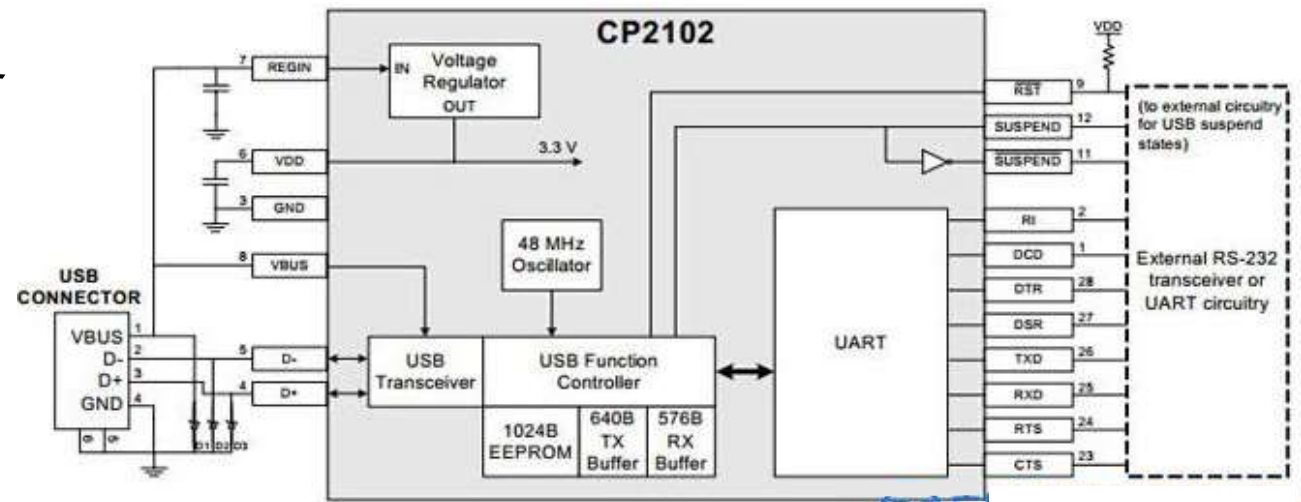 CP2102
VDD
7
REGIN
IN
Voltage
Regulator
OUT
9
RST
(to external circuitry
for USB suspend
states)
SUSPEND
12
6
VDD
3.3 V
SUSPEND
11
3
GND
RI
2
48 MHz
Oscillator
DCD
1
External RS-232
transceiver or
UART circuitry
8
VBUS
DTR
28
USB
CONNECTOR
DSR
27
VBUS
1
D-
2
5
D-
USB
Transceiver
USB Function
Controller
UART
TXD
26
D+
3
4
D+
RXD
25
GND
4
1024B
EEPROM
640B
TX
Buffer
576B
RX
Buffer
RTS
24
D1
D2
D3
CTS
23